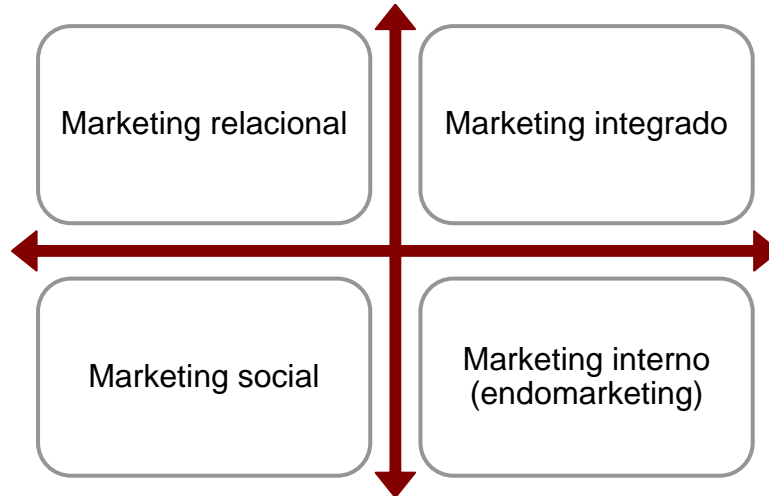 Marketing relacional
Marketing integrado
Marketing social
Marketing interno
(endomarketing)